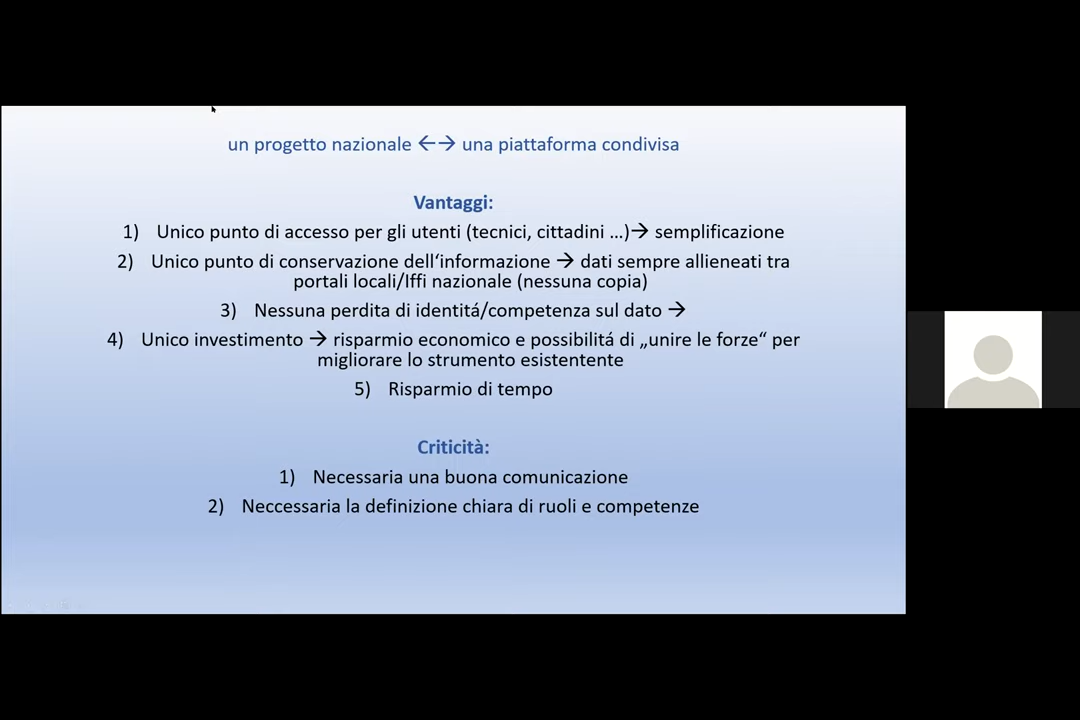 un progetto nazionale ←→ una piattaforma condivisa
Vantaggi:
1) Unico punto di accesso per gli utenti (tecnici, cittadini ...)→ semplificazione
2) Unico punto di conservazione dell‘informazione → dati sempre allieneati tra
portali locali/Iffi nazionale (nessuna copia)
3) Nessuna perdita di identitá/competenza sul dato →
4) Unico investimento → risparmio economico e possibilitá di „unire le forze“ per
migliorare lo strumento esistentente
5) Risparmio di tempo
Criticità:
1) Necessaria una buona comunicazione
2) Neccessaria la definizione chiara di ruoli e competenze